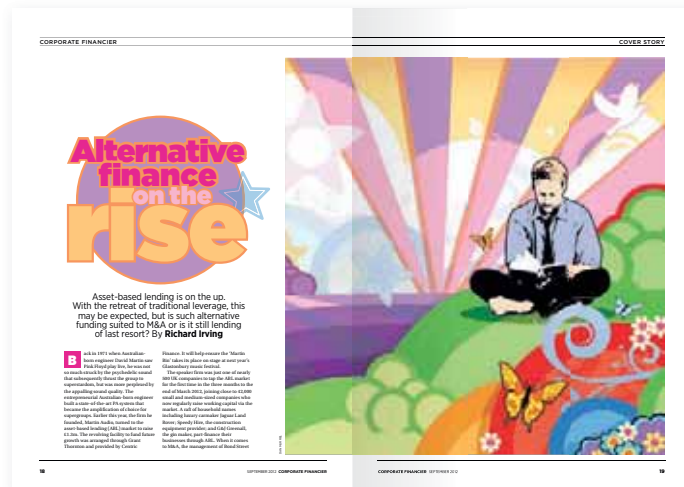 CORPORATE FINANCIER
COVER STORY
Alternative
finance
on the
rise
Asset-based lending is on the up.
With the retreat of traditional leverage, this
may be expected, but is such alternative
funding suited to M&A or is it still lending
of last resort? By Richard Irving
Back in 1971 when Australian-
born engineer David Martin saw
Pink Floyd play live, he was not
so much struck by the psychedelic sound
that subsequently thrust the group to
superstardom, but was more perplexed by
the appalling sound quality. The
entrepreneurial Australian-born engineer
built a state-of-the-art PA system that
became the amplification of choice for
supergroups. Earlier this year, the firm he
founded, Martin Audio, turned to the
asset-based lending (ABL) market to raise
£1.5m. The revolving facility to fund future
growth was arranged through Grant
Thornton and provided by Centric
Finance. It will help ensure the 'Martin
Bin' takes its place on stage at next year's
Glastonbury music festival.
The speaker firm was just one of nearly
400 UK companies to tap the ABL market
for the first time in the three months to the
end of March 2012, joining close to 42,000
small and medium-sized companies who
now regularly raise working capital via the
market. A raft of household names
including luxury carmaker Jaguar Land
Rover; Speedy Hire, the construction
equipment provider; and G&J Greenall,
the gin maker, part-finance their
businesses through ABL. When it comes
to M&A, the management of Bond Street
18
SEPTEMBER 2012 CORPORATE FINANCIER
CORPORATE FINANCIER SEPTEMBER 2012
19